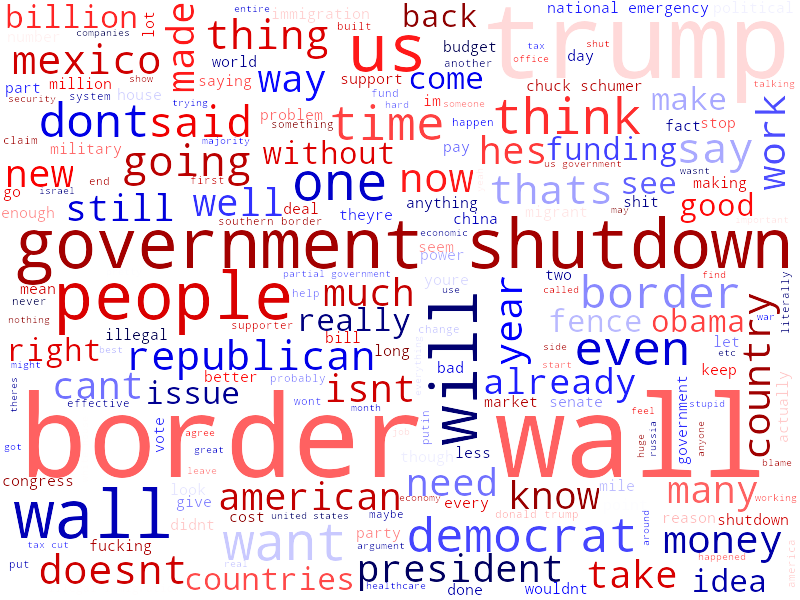 entire
immigration
national emergency
political
billion
lot
made
thing
us
back
trump
companies
built
budget
tax
shut
mexico
world
way
another
office
day
show
million
saying
support
come
chuck schumer
talking
part
security
system
house
fund
hard
im
someone
make
work
trying
dont
said
problem
something
time
happen
think
fact
stop
claim
majority
military
going
without
pay
hes
funding
say
us government
wasnt
new
go
israel
end
first
one
now
thats
see
making
enough
still
well
deal
theyre
anything
china
migrant
shit
may
good
southern border
government shutdown
economic
seem
power
people
mean
never
nothing
partial government
help
much
youre
use
year
two
called
border
find
war
literally
illegal
supporter
really
bill
change
will
fence
obama
country
right
might
best
republican
long
side
even
let
etc
theres
cant
effective
issue
better
probably
wont
month
isnt
bad
start
already
market
senate
keep
stupid
government
actually
border wall
got
vote
agree
great
leave
job
putin
though
less
feel
huge
russia
anyone
blame
congress
look
give
american
economy
need
every
know
mile
many
working
wall
didnt
cost
united states
maybe
donald trump
reason
shutdown
tax cut
fucking
want
real
party
argument
democrat
around
money
happened
america
put
doesnt
countries
president
healthcare
done
wouldnt
take
idea